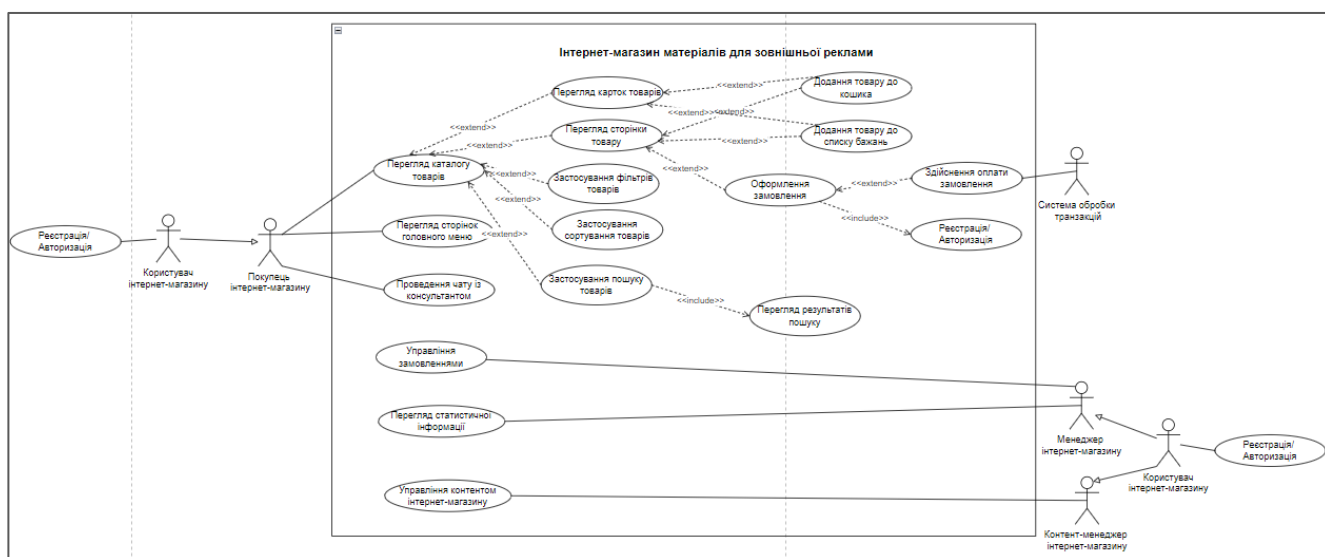 Інтернет-магазин матеріалів для зовнішньої реклами
Перегляд карток товарів
<<extend>>
Додання товару до
кошика
<<extend>>
<<extend>>
<<extend>>
Перегляд сторінки
товару
<<extend>>
Додання товару до
списку бажань
<<extend>>
Перегляд каталогу
товарів
<<extend>>
Застосування фільтрів
товарів
<<extend>>
Оформлення
замовлення
<<extend>>
Здійснення оплати
замовлення
Система обробки
транзакцій
<<extend>>
Застосування
сортування товарів
<<include>>
Реєстрація/
Авторизація
Реєстрація/
Авторизація
Користувач
інтернет-магазину
Покупець
інтернет-магазину
Перегляд сторінок
головного меню
<<extend>>
Проведення чату із
консультантом
Застосування пошуку
товарів
<<include>>
Перегляд результатів
пошуку
Управління
замовленнями
Перегляд статистичної
інформації
Менеджер
інтернет-магазину
Реєстрація/
Авторизація
Користувач
інтернет-магазину
Управління контентом
інтернет-магазину
Контент-менеджер
інтернет-магазину